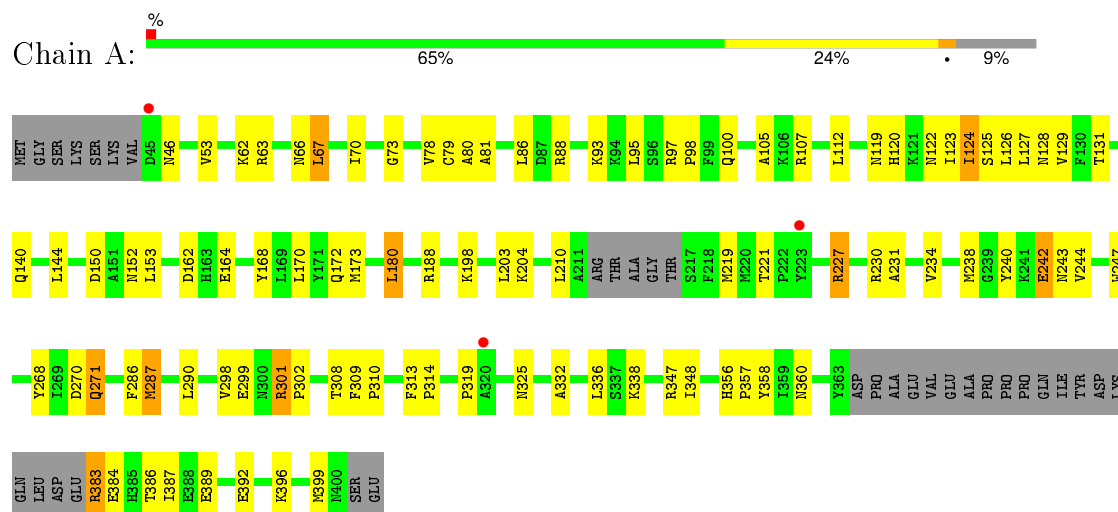 %
Chain A:
65% 24% • 9%
MET GLY SER LYS SER LYS VAL D45 N46 V53 K62 R63 N66 L67 I70 G73 V78 C79 A80 A81 L86 D87 R88 K93 K94 L95 S96 R97 P98 F99 Q100 A105 K106 R107 L112 N119 H120 K121 N122 I123 I124 S125 L126 L127 N128 V129 F130 T131
Q140 L144 D150 A151 N152 L153 D162 H163 E164 Y168 L169 L170 Y171 Q172 M173 L180 R188 K198 L203 K204 L210 A211 ARG THR ALA GLY THR S217 F218 M219 M220 T221 P222 Y223 R227 R230 A231 V234 M238 G239 Y240 K241 E242 N243 V244 W247
Y268 I269 D270 Q271 F286 M287 L290 V298 E299 N300 R301 P302 T308 F309 P310 F313 P314 P319 A320 N325 A332 L336 S337 K338 R347 I348 H356 P357 Y358 I359 N360 Y363 ASP PRO ALA GLU VAL GLU ALA PRO PRO PRO GLN ILE TYR ASP LYS
GLN LEU ASP GLU R383 E384 H385 T386 I387 E388 E389 E392 K396 M399 N400 SER GLU